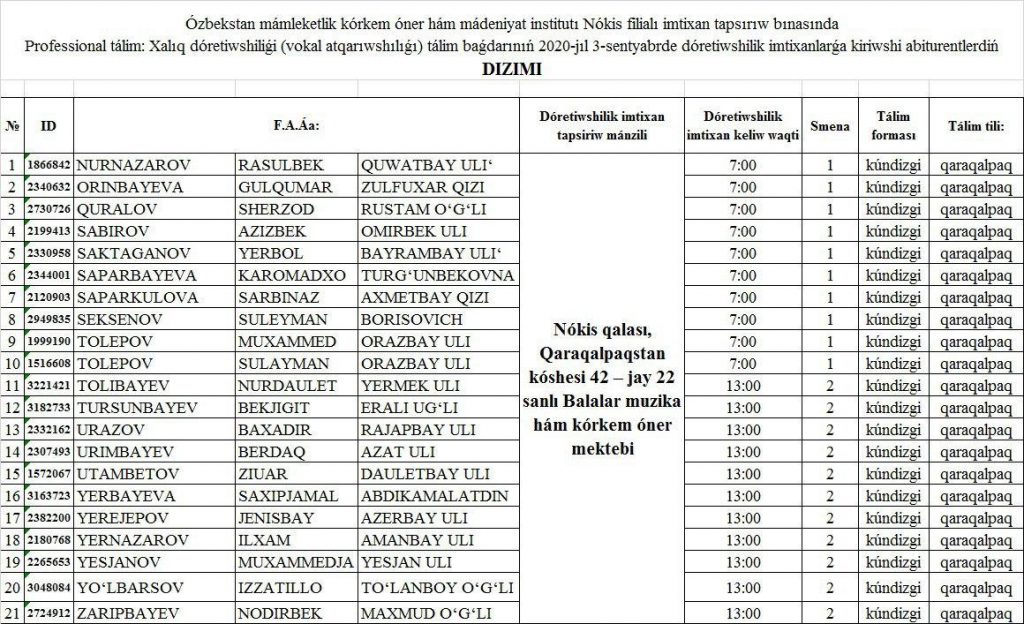 Ózbekstan mámleketlik kórkem óner hám mádeniyat institutı Nókis filialı imtixan tapsırıw bınasında
Professional tálim: Xalıq dóretiwshiliǵi (vokal atqarıwshılıǵı) tálim baǵdarınıń 2020-jıl 3-sentyabrde dóretiwshilik imtixanlarǵa kiriwshi abiturentlerdiń
DIZIMI
№ ID F.A.Áa: Dóretiwshilik imtixan tapsiriw mánzili Dóretiwshilik imtixan keliw waqti Smena Tálim forması Tálim tili:
1 1866842 NURNAZAROV RASULBEK QUWATBAY ULI‘ 7:00 1 kúndizgi qaraqalpaq
2 2340632 ORINBAYEVA GULQUMAR ZULFUXAR QIZI 7:00 1 kúndizgi qaraqalpaq
3 2730726 QURALOV SHERZOD RUSTAM O‘G‘LI 7:00 1 kúndizgi qaraqalpaq
4 2199413 SABIROV AZIZBEK OMIRBEK ULI 7:00 1 kúndizgi qaraqalpaq
5 2330958 SAKTAGANOV YERBOL BAYRAMBAY ULI‘ 7:00 1 kúndizgi qaraqalpaq
6 2344001 SAPARBAYEVA KAROMADXO TURG‘UNBEKOVNA 7:00 1 kúndizgi qaraqalpaq
7 2120903 SAPARKULOVA SARBINAZ AXMETBAY QIZI 7:00 1 kúndizgi qaraqalpaq
8 2949835 SEKSENOV SULEYMAN BORISOVICH 7:00 1 kúndizgi qaraqalpaq
9 1999190 TOLEPOV MUXAMMED ORAZBAY ULI 7:00 1 kúndizgi qaraqalpaq
10 1516608 TOLEPOV SULAYMAN ORAZBAY ULI 7:00 1 kúndizgi qaraqalpaq
11 3221421 TOLIBAYEV NURDAULET YERMEK ULI 13:00 2 kúndizgi qaraqalpaq
12 3182733 TURSUNBAYEV BEKJIGIT ERALI UG‘LI 13:00 2 kúndizgi qaraqalpaq
13 2332162 URAZOV BAXADIR RAJAPBAY ULI 13:00 2 kúndizgi qaraqalpaq
14 2307493 URIMBAYEV BERDAQ AZAT ULI 13:00 2 kúndizgi qaraqalpaq
15 1572067 UTAMBETOV ZIUAR DAULETBAY ULI 13:00 2 kúndizgi qaraqalpaq
16 3163723 YERBAYEVA SAXIPJAMAL ABDIKAMALATDIN 13:00 2 kúndizgi qaraqalpaq
17 2382200 YEREJEPOV JENISBAY AZERBAY ULI 13:00 2 kúndizgi qaraqalpaq
18 2180768 YERNAZAROV ILXAM AMANBAY ULI 13:00 2 kúndizgi qaraqalpaq
19 2265653 YESJANOV MUXAMMEDJA YESJAN ULI 13:00 2 kúndizgi qaraqalpaq
20 3048084 YO‘LBARSOV IZZATILLO TO‘LANBOY O‘G‘LI 13:00 2 kúndizgi qaraqalpaq
21 2724912 ZARIPBAYEV NODIRBEK MAXMUD O‘G‘LI 13:00 2 kúndizgi qaraqalpaq
Nókis qalası,
Qaraqalpaqstan
kóshesi 42 – jay 22
sanlı Balalar muzika
hám kórkem óner
mektebi